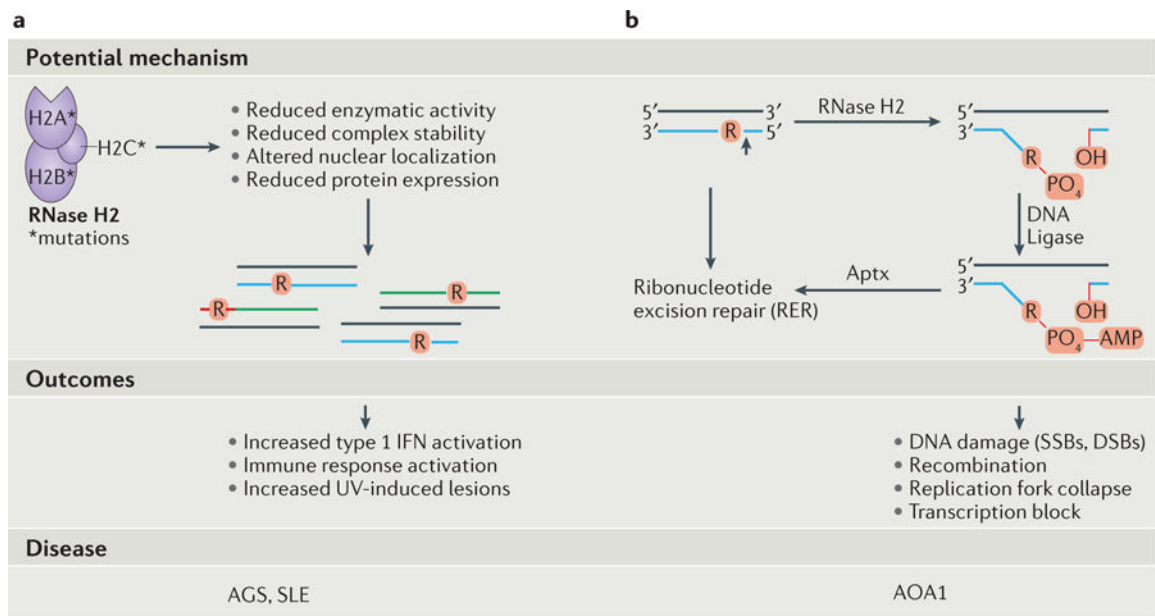 a
b
Potential mechanism
H2A*
H2C*
H2B*
RNase H2
*mutations
• Reduced enzymatic activity
• Reduced complex stability
• Altered nuclear localization
• Reduced protein expression
R
R
R
R
5′
3′
3′
R
5′
RNase H2
5′
3′
R
OH
PO4
DNA
Ligase
Ribonucleotide
excision repair (RER)
Aptx
5′
3′
R
OH
PO4
AMP
Outcomes
• Increased type 1 IFN activation
• Immune response activation
• Increased UV-induced lesions
• DNA damage (SSBs, DSBs)
• Recombination
• Replication fork collapse
• Transcription block
Disease
AGS, SLE
AOA1